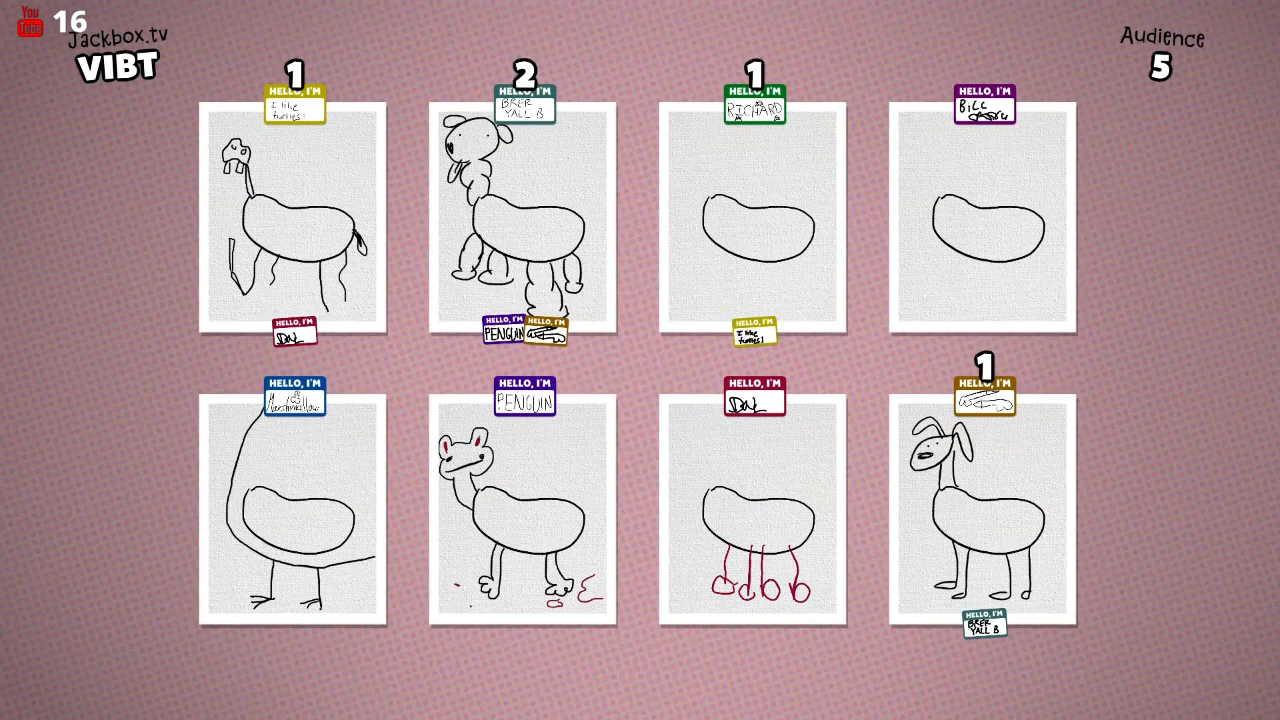 You
Tube
16
Jackbox.tv
VIBT
Audience
5
1
2
1
HELLO, I'M
I like
turtles!
HELLO, I'M
BRER
YALL B
HELLO, I'M
RICHARD
HELLO, I'M
BILL
HELLO, I'M
HELLO, I'M
PENGUIN
HELLO, I'M
HELLO, I'M
I like
turtles!
1
HELLO, I'M
Marshmallow
HELLO, I'M
PENGUIN
HELLO, I'M
HELLO, I'M
HELLO, I'M
BRER
YALL B